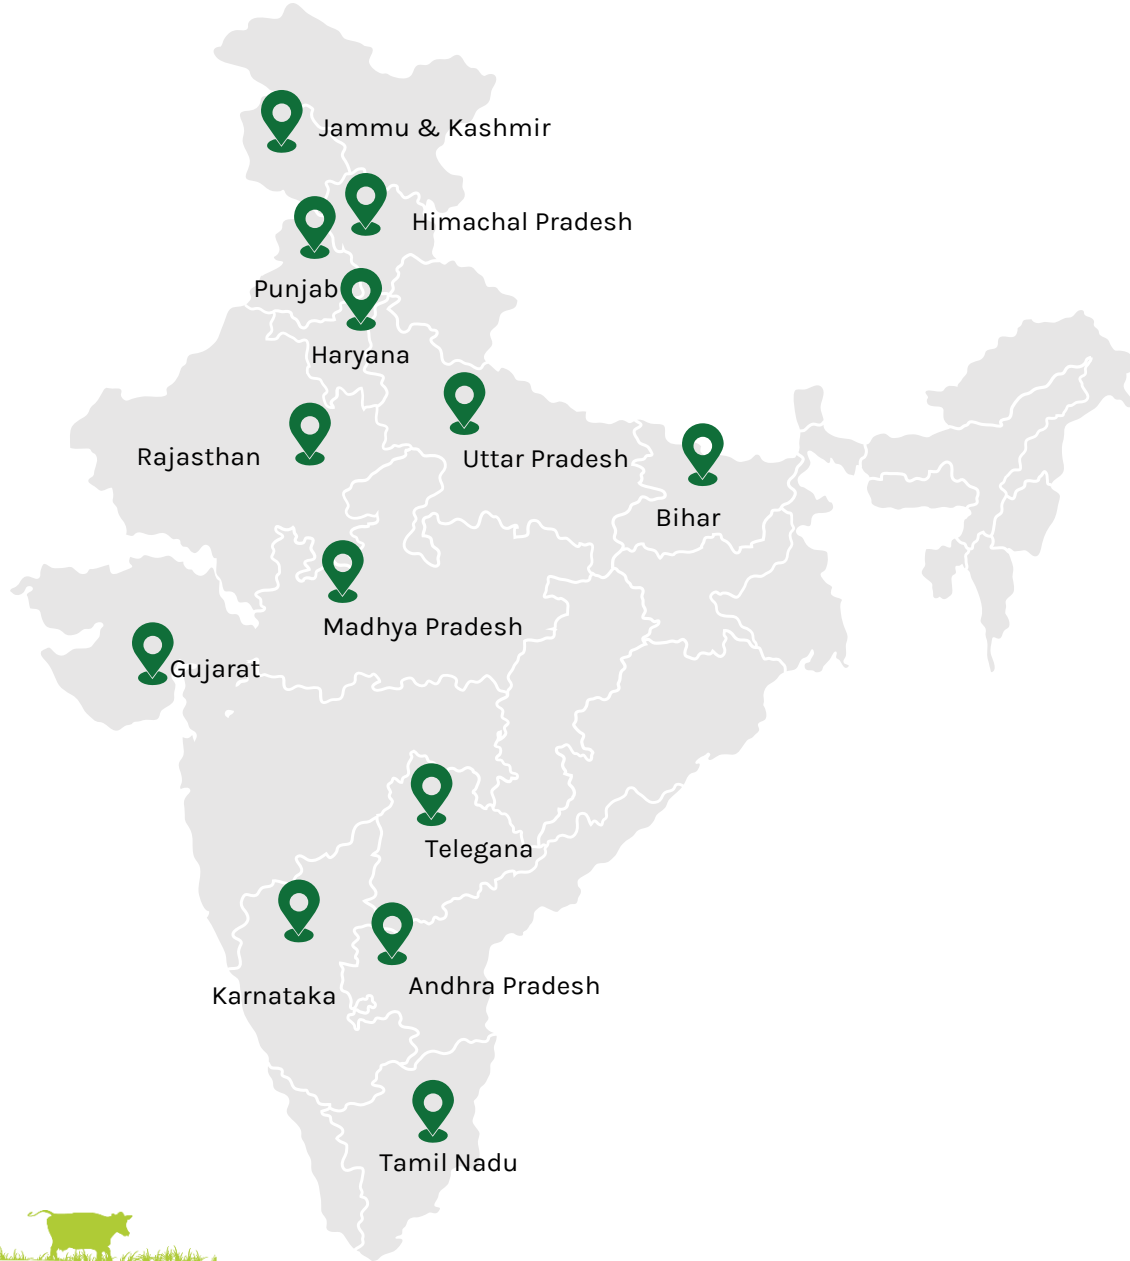 Jammu & Kashmir
Himachal Pradesh
Punjab
Haryana
Rajasthan
Uttar Pradesh
Bihar
Madhya Pradesh
Gujarat
Telegana
Karnataka
Andhra Pradesh
Tamil Nadu